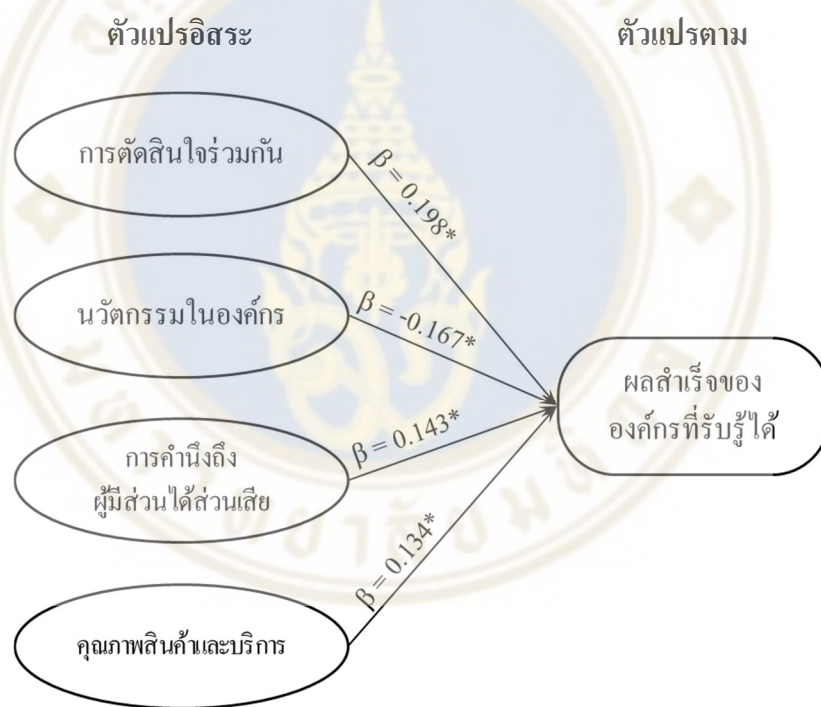 ตัวแปรอิสระ
ตัวแปรตาม
การตัดสินใจร่วมกัน
β = 0.198*
นวัตกรรมในองค์กร
β = -0.167*
ผลสำเร็จของ
องค์กรที่รับรู้ได้
การคำนึงถึง
ผู้มีส่วนได้ส่วนเสีย
β = 0.143*
β = 0.134*
คุณภาพสินค้าและบริการ